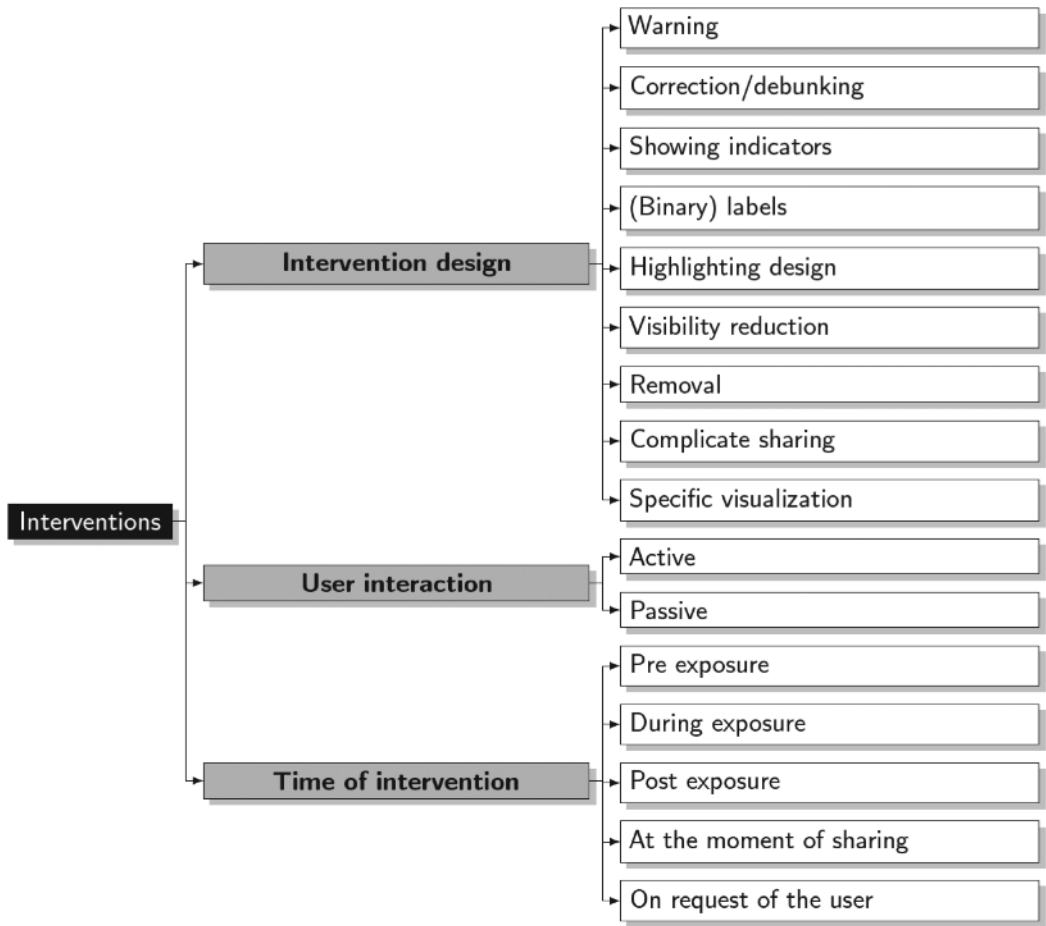 Interventions
Intervention design
Warning
Correction/debunking
Showing indicators
(Binary) labels
Highlighting design
Visibility reduction
Removal
Complicate sharing
Specific visualization
User interaction
Active
Passive
Time of intervention
Pre exposure
During exposure
Post exposure
At the moment of sharing
On request of the user